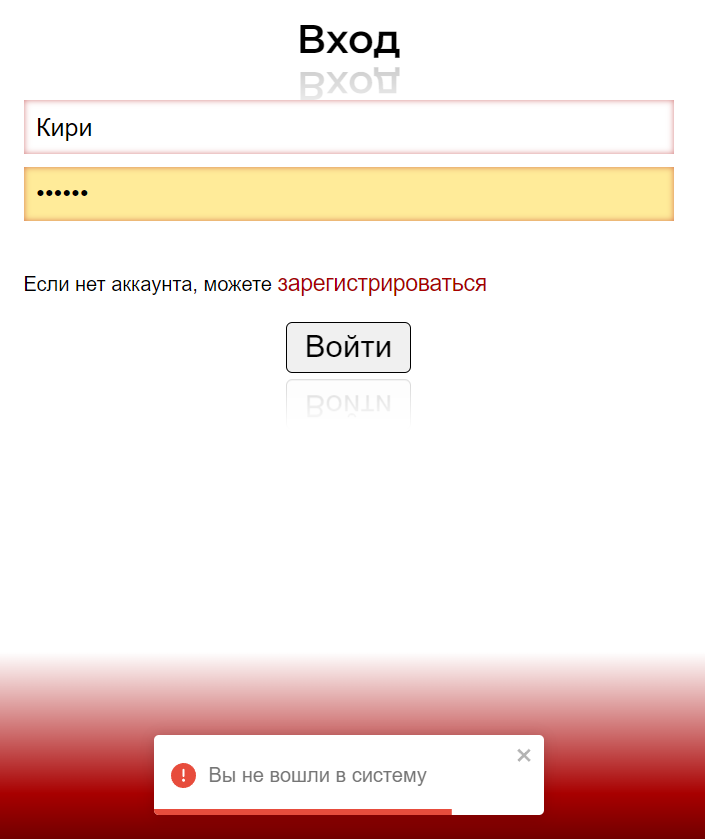 Вход
Кири
••••••
Если нет аккаунта, можете зарегистрироваться
Войти
Вы не вошли в систему